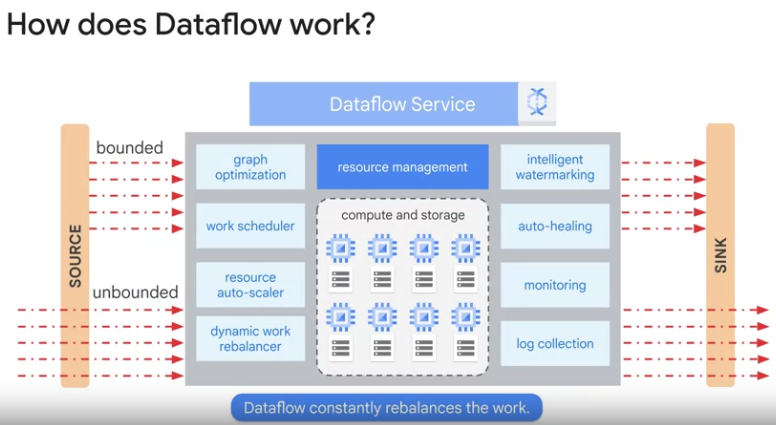 How does Dataflow work?
Dataflow Service
SOURCE
bounded
unbounded
graph
optimization
work scheduler
resource
auto-scaler
dynamic work
rebalancer
resource management
compute and storage
intelligent
watermarking
auto-healing
monitoring
log collection
SINK
Dataflow constantly rebalances the work.